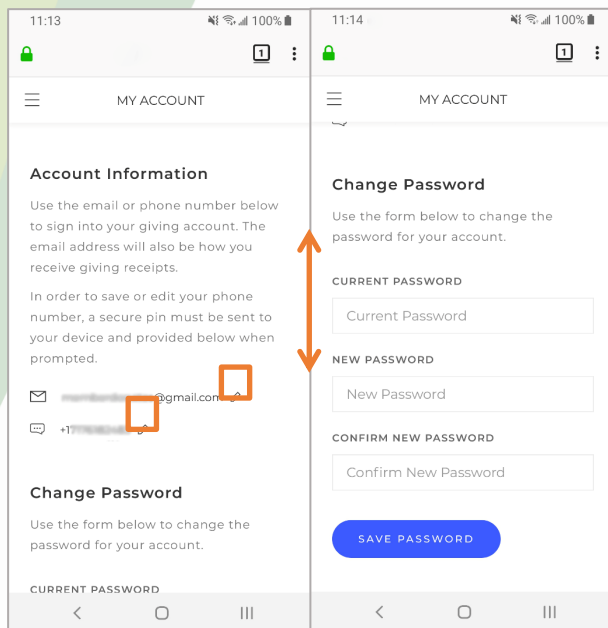 11:13
100%
1
MY ACCOUNT
Account Information
Use the email or phone number below
to sign into your giving account. The
email address will also be how you
receive giving receipts.
In order to save or edit your phone
number, a secure pin must be sent to
your device and provided below when
prompted.
@gmail.com
+1
Change Password
Use the form below to change the
password for your account.
CURRENT PASSWORD
11:14
100%
1
MY ACCOUNT
Change Password
Use the form below to change the
password for your account.
CURRENT PASSWORD
Current Password
NEW PASSWORD
New Password
CONFIRM NEW PASSWORD
Confirm New Password
SAVE PASSWORD